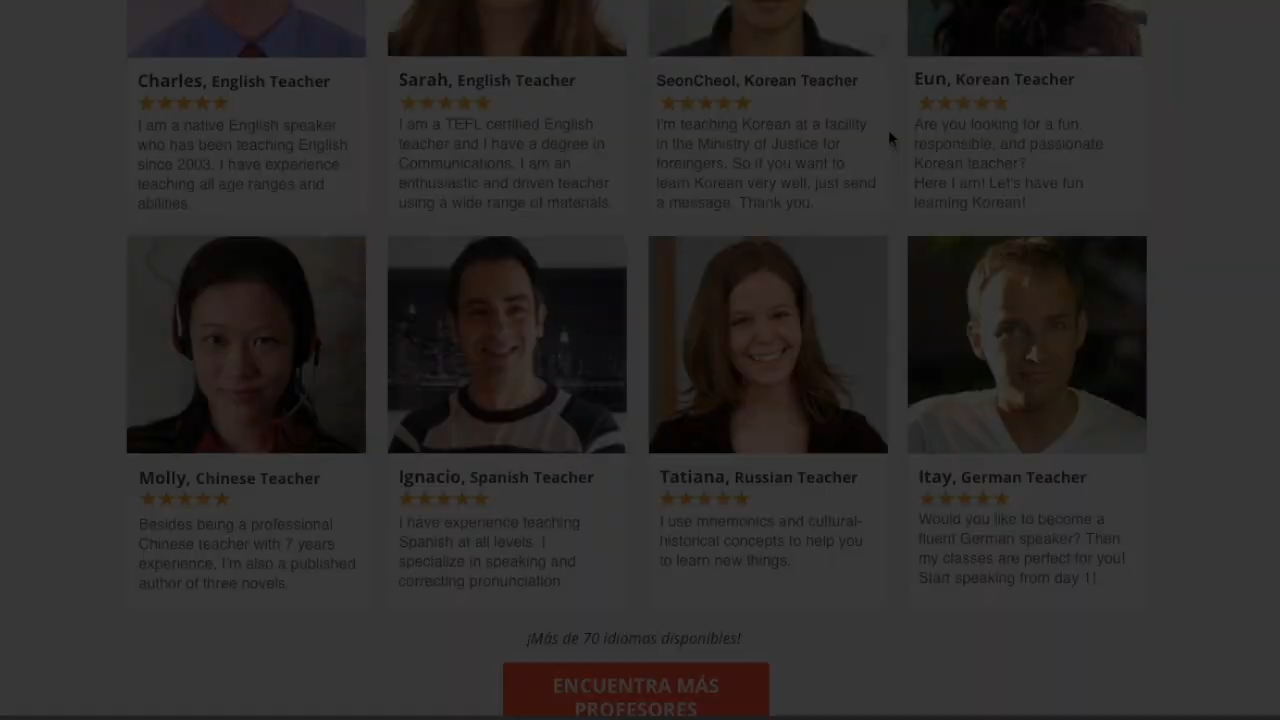 Charles, English Teacher
I am a native English speaker
who has been teaching English
since 2003. I have experience
teaching all age ranges and
abilities.
Sarah, English Teacher
I am a TEFL certified English
teacher and I have a degree in
Communications. I am an
enthusiastic and driven teacher
using a wide range of materials.
SeonCheol, Korean Teacher
I'm teaching Korean at a facility
in the Ministry of Justice for
foreingers. So if you want to
learn Korean very well, just send
a message. Thank you.
Eun, Korean Teacher
Are you looking for a fun,
responsible, and passionate
Korean teacher?
Here I am! Let's have fun
learning Korean!
Molly, Chinese Teacher
Besides being a professional
Chinese teacher with 7 years
experience, I'm also a published
author of three novels.
Ignacio, Spanish Teacher
I have experience teaching
Spanish at all levels. I
specialize in speaking and
correcting pronunciation
Tatiana, Russian Teacher
I use mnemonics and cultural-
historical concepts to help you
to learn new things.
Itay, German Teacher
Would you like to become a
fluent German speaker? Then
my classes are perfect for you!
Start speaking from day 1!
¡Más de 70 idiomas disponibles!
ENCUENTRA MÁS
PROFESORES